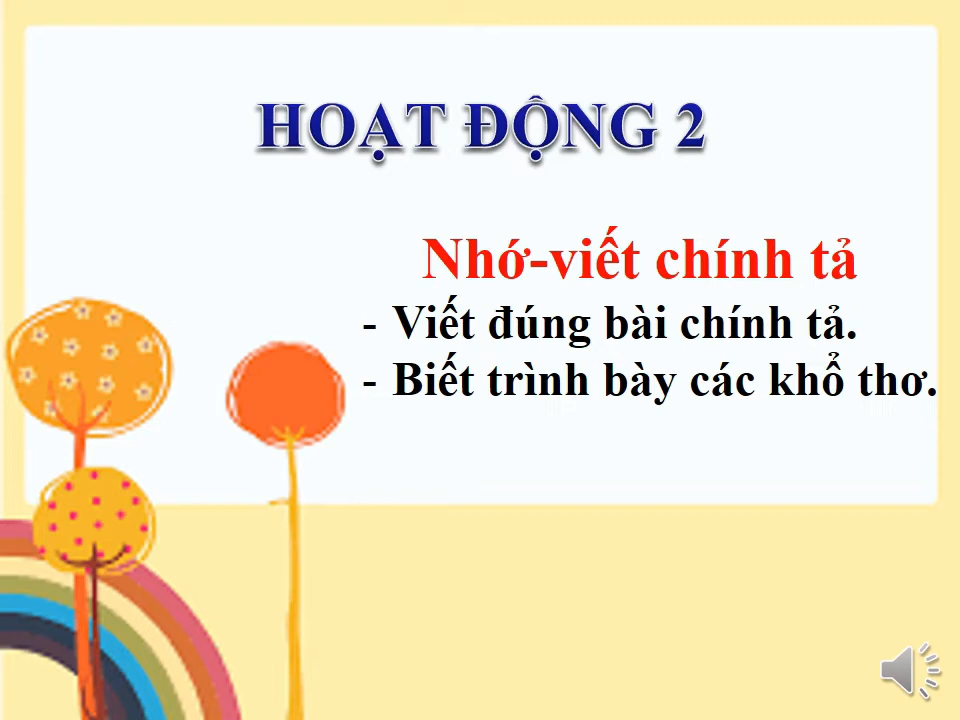 HOẠT ĐỘNG 2
Nhớ-viết chính tả
- Viết đúng bài chính tả.
- Biết trình bày các khổ thơ.